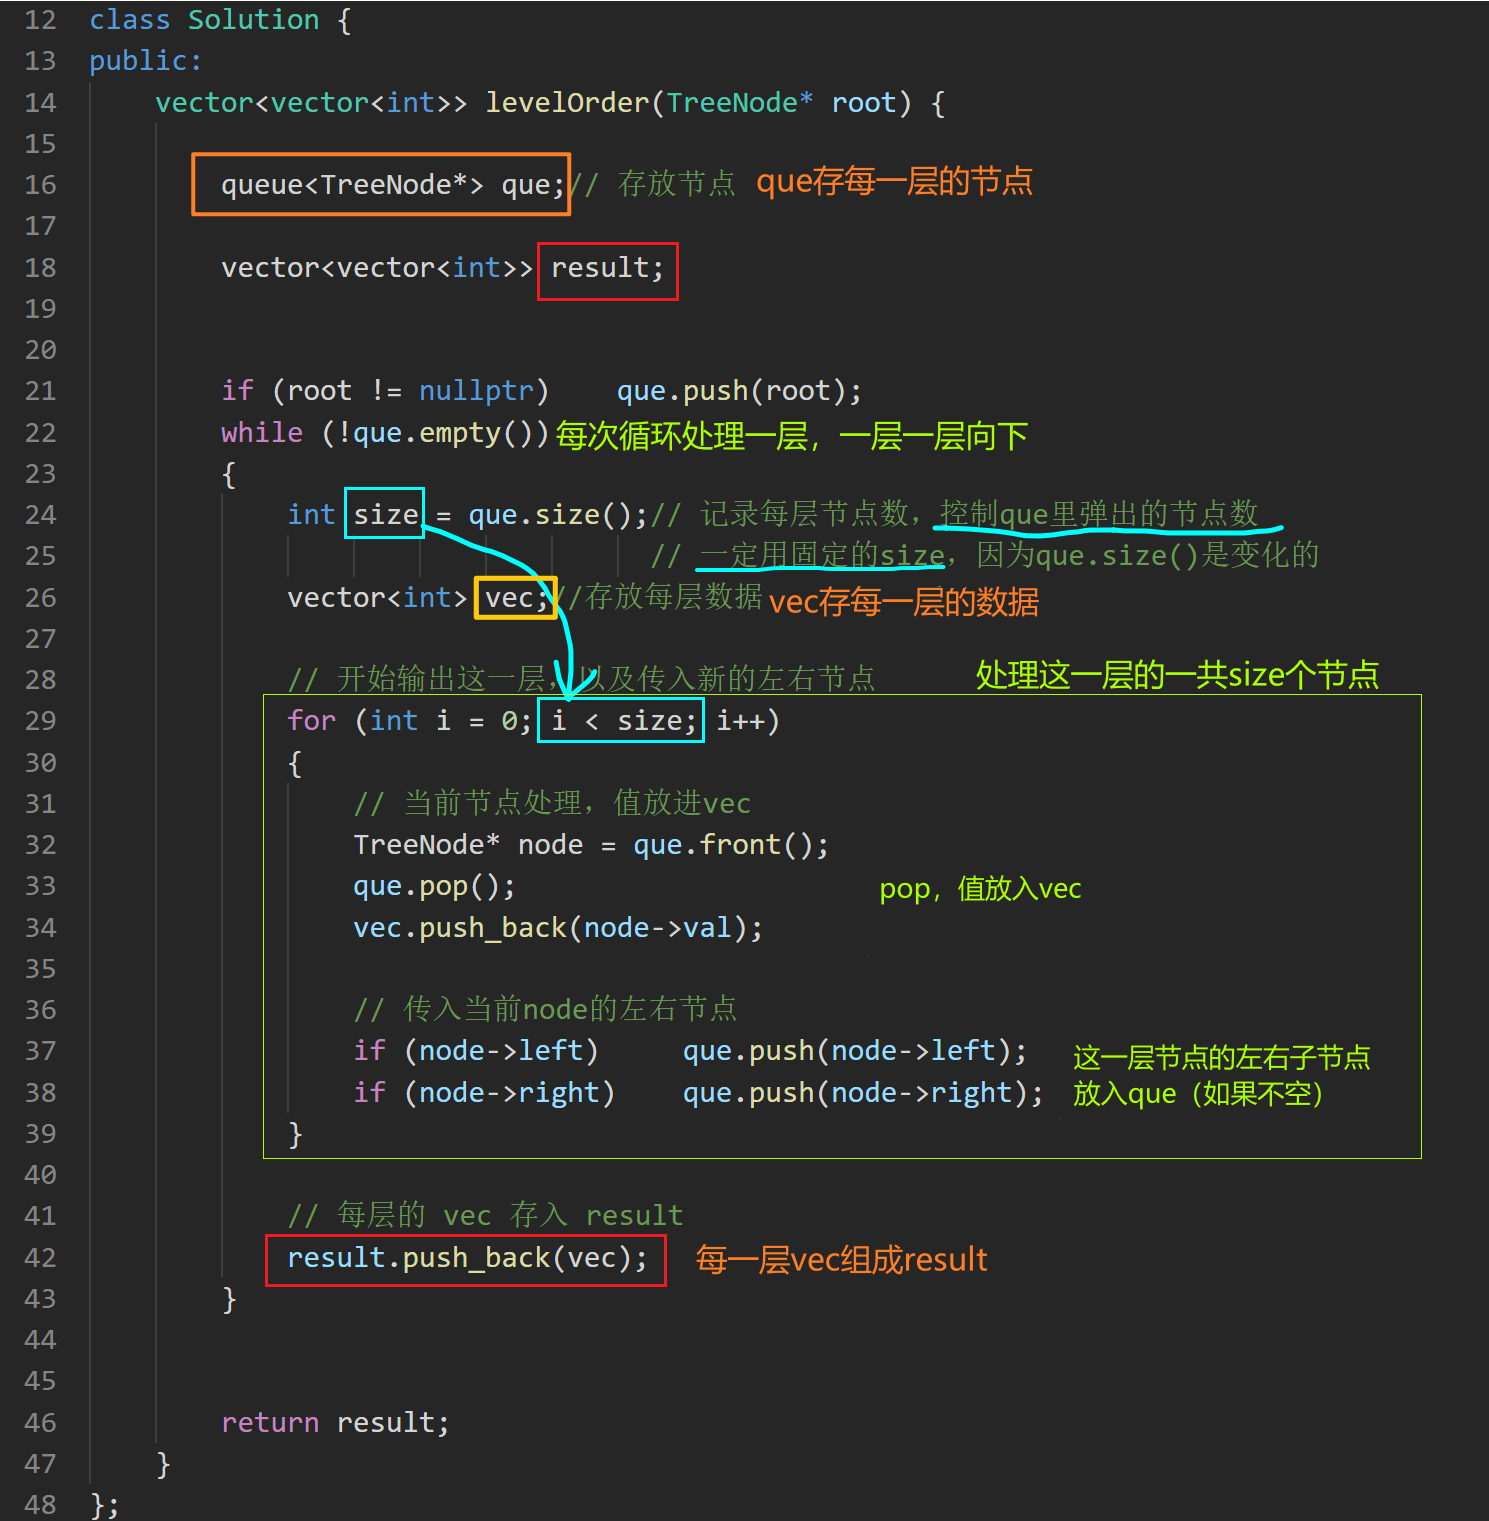 12 class Solution {
13 public:
14 vector<vector<int>> levelOrder(TreeNode* root) {
15
16 queue<TreeNode*> que;// 存放节点 que存每一层的节点
17
18 vector<vector<int>> result;
19
20
21 if (root != nullptr) que.push(root);
22 while (!que.empty()) 每次循环处理一层，一层一层向下
23 {
24 int size = que.size();// 记录每层节点数，控制que里弹出的节点数
25 // 一定用固定的size，因为que.size()是变化的
26 vector<int> vec;//存放每层数据 vec存每一层的数据
27
28 // 开始输出这一层，以及传入新的左右节点 处理这一层的一共size个节点
29 for (int i = 0; i < size; i++)
30 {
31 // 当前节点处理，值放进vec
32 TreeNode* node = que.front();
33 que.pop(); pop，值放入vec
34 vec.push_back(node->val);
35
36 // 传入当前node的左右节点
37 if (node->left) que.push(node->left); 这一层节点的左右子节点
38 if (node->right) que.push(node->right); 放入que（如果不空）
39 }
40
41 // 每层的 vec 存入 result
42 result.push_back(vec); 每一层vec组成result
43 }
44
45
46 return result;
47 }
48 };